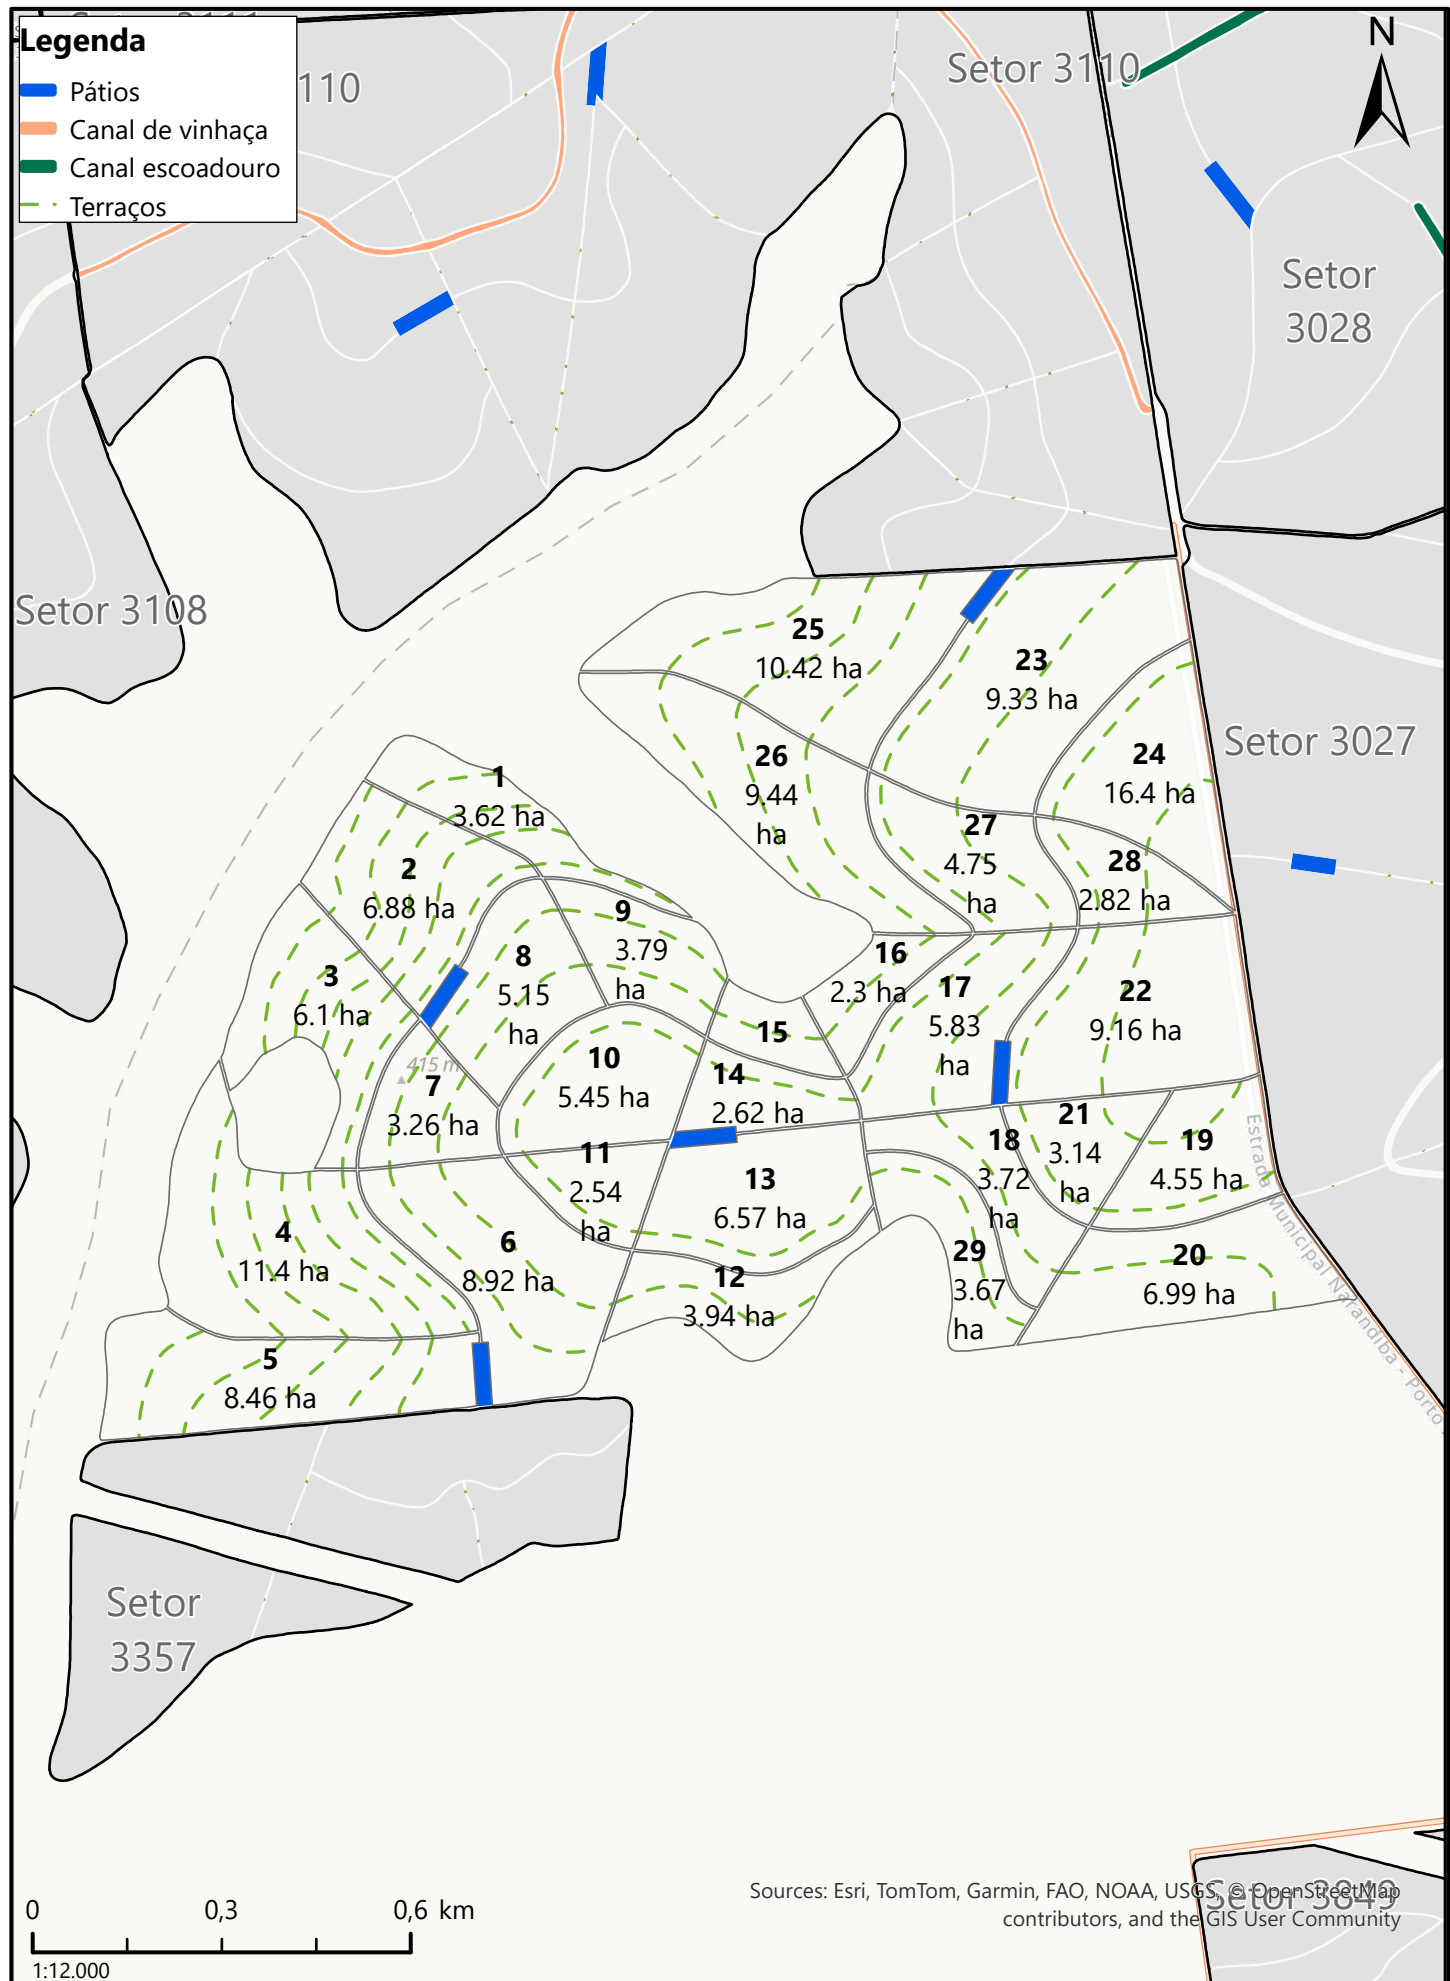 Legenda
Pátios
Canal de vinhaça
Canal escoadouro
Terraços
110
Setor 3110
N
Setor
3028
Setor 3108
Setor 3027
25
10.42 ha
23
9.33 ha
24
16.4 ha
26
9.44
ha
1
3.62 ha
27
4.75
ha
28
2.82 ha
2
6.88 ha
9
3.79
ha
8
5.15
ha
3
6.1 ha
16
2.3 ha
17
5.83
ha
22
9.16 ha
15
415 m
7
3.26 ha
10
5.45 ha
14
2.62 ha
11
2.54
ha
13
6.57 ha
18
3.72
ha
21
3.14
ha
19
4.55 ha
4
11.4 ha
6
8.92 ha
12
3.94 ha
29
3.67
ha
20
6.99 ha
5
8.46 ha
Estrada Municipal Narandiba - Porto
Setor
3357
Setor 3849
Sources: Esri, TomTom, Garmin, FAO, NOAA, USGS, © OpenStreetMap
contributors, and the GIS User Community
0 0,3 0,6 km
1:12.000